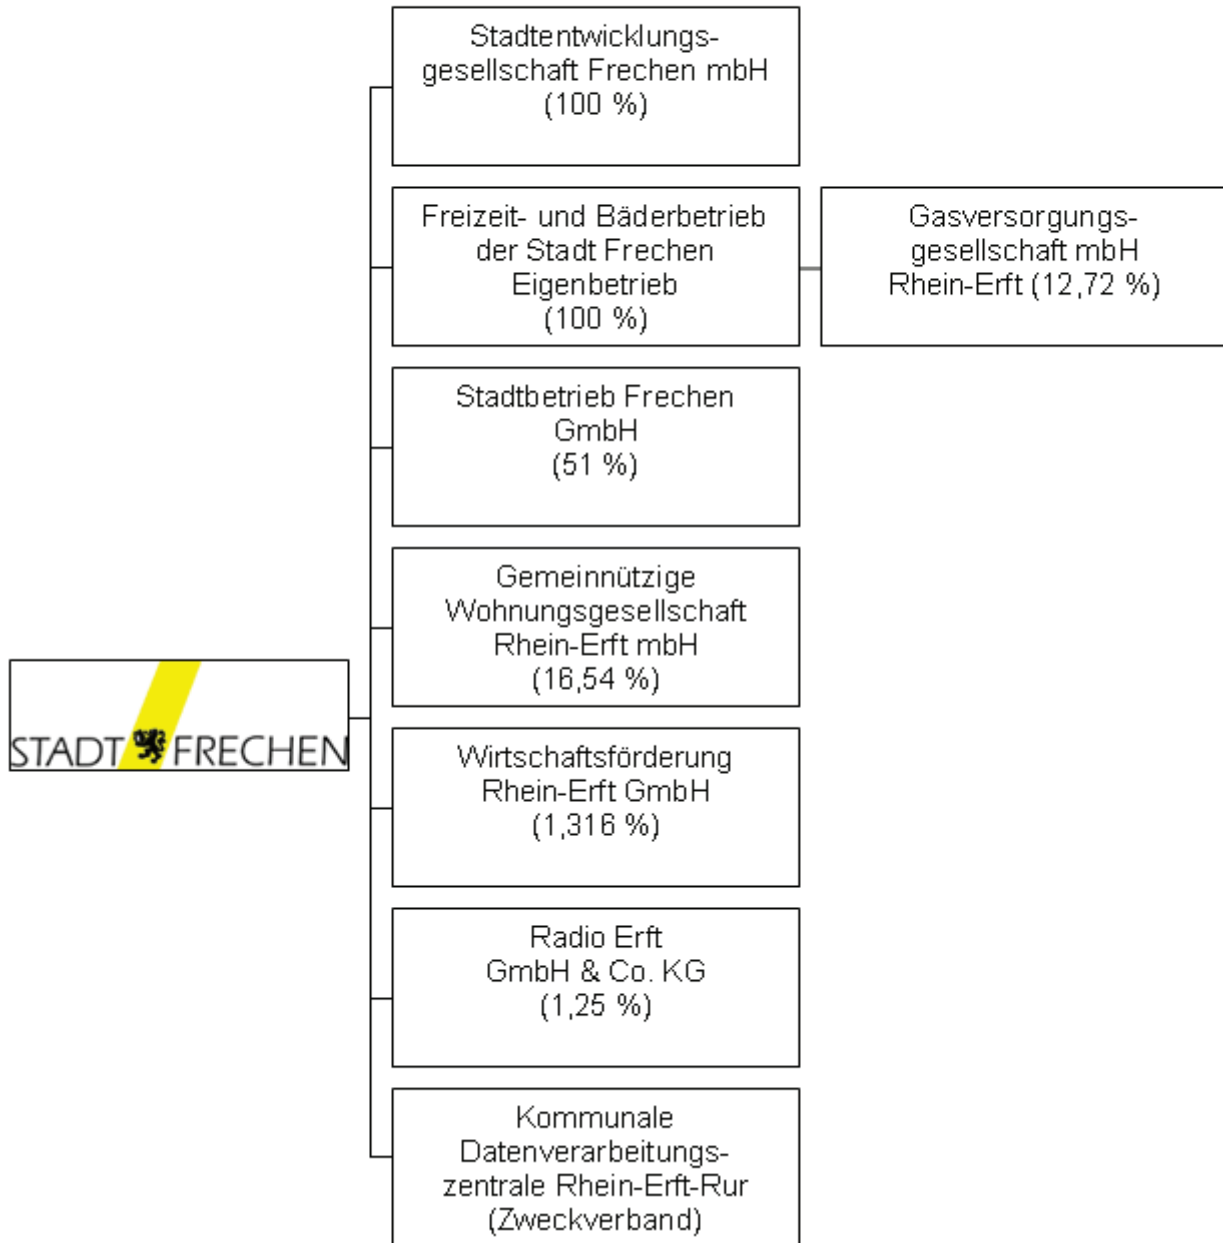 Stadtentwicklungs-
gesellschaft Frechen mbH
(100 %)
Freizeit- und Bäderbetrieb
der Stadt Frechen
Eigenbetrieb
(100 %)
Gasversorgungs-
gesellschaft mbH
Rhein-Erft (12,72 %)
Stadtbetrieb Frechen
GmbH
(51 %)
Gemeinnützige
Wohnungsgesellschaft
Rhein-Erft mbH
(16,54 %)
STADT FRECHEN
Wirtschaftsförderung
Rhein-Erft GmbH
(1,316 %)
Radio Erft
GmbH & Co. KG
(1,25 %)
Kommunale
Datenverarbeitungs-
zentrale Rhein-Erft-Rur
(Zweckverband)